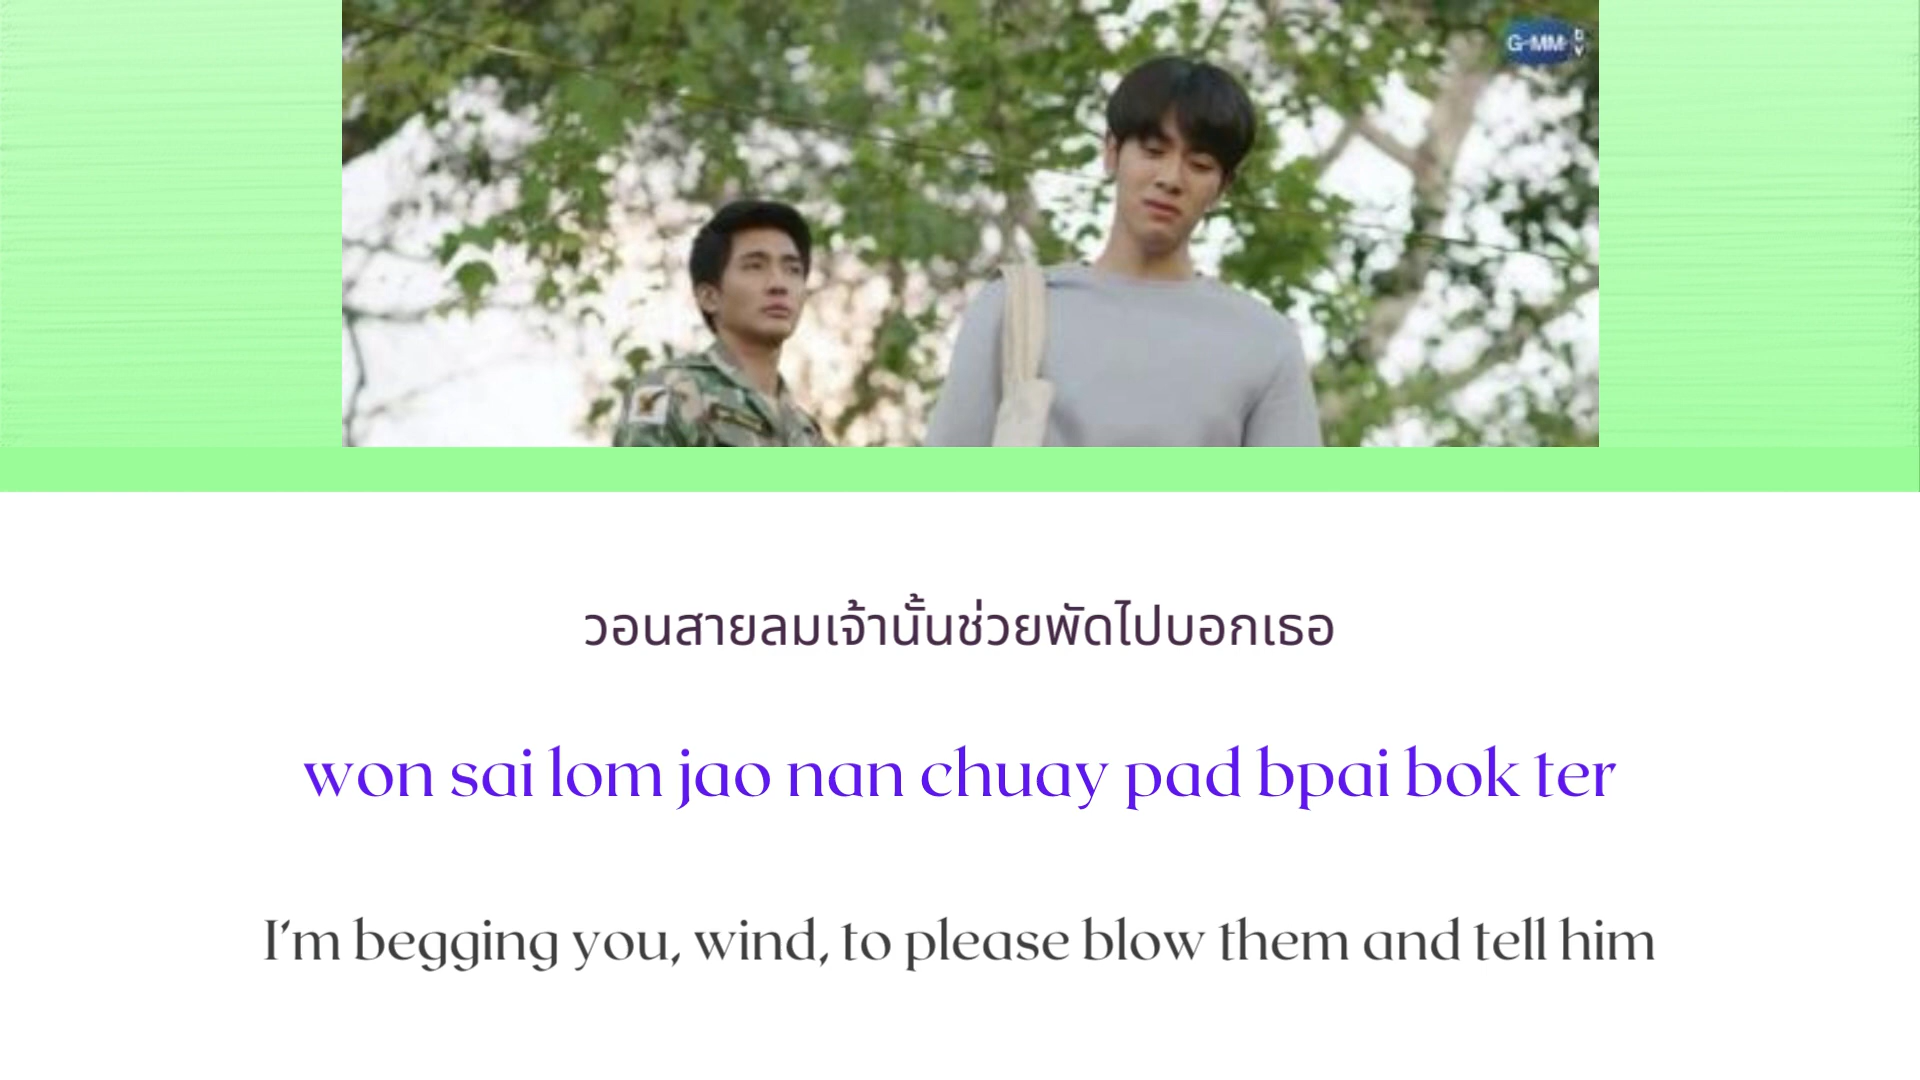 GMM
TV
วอนสายลมเจ้านั้นช่วยพัดไปบอกเธอ
won sai lom jao nan chuay pad bpai bok ter
I'm begging you, wind, to please blow them and tell him